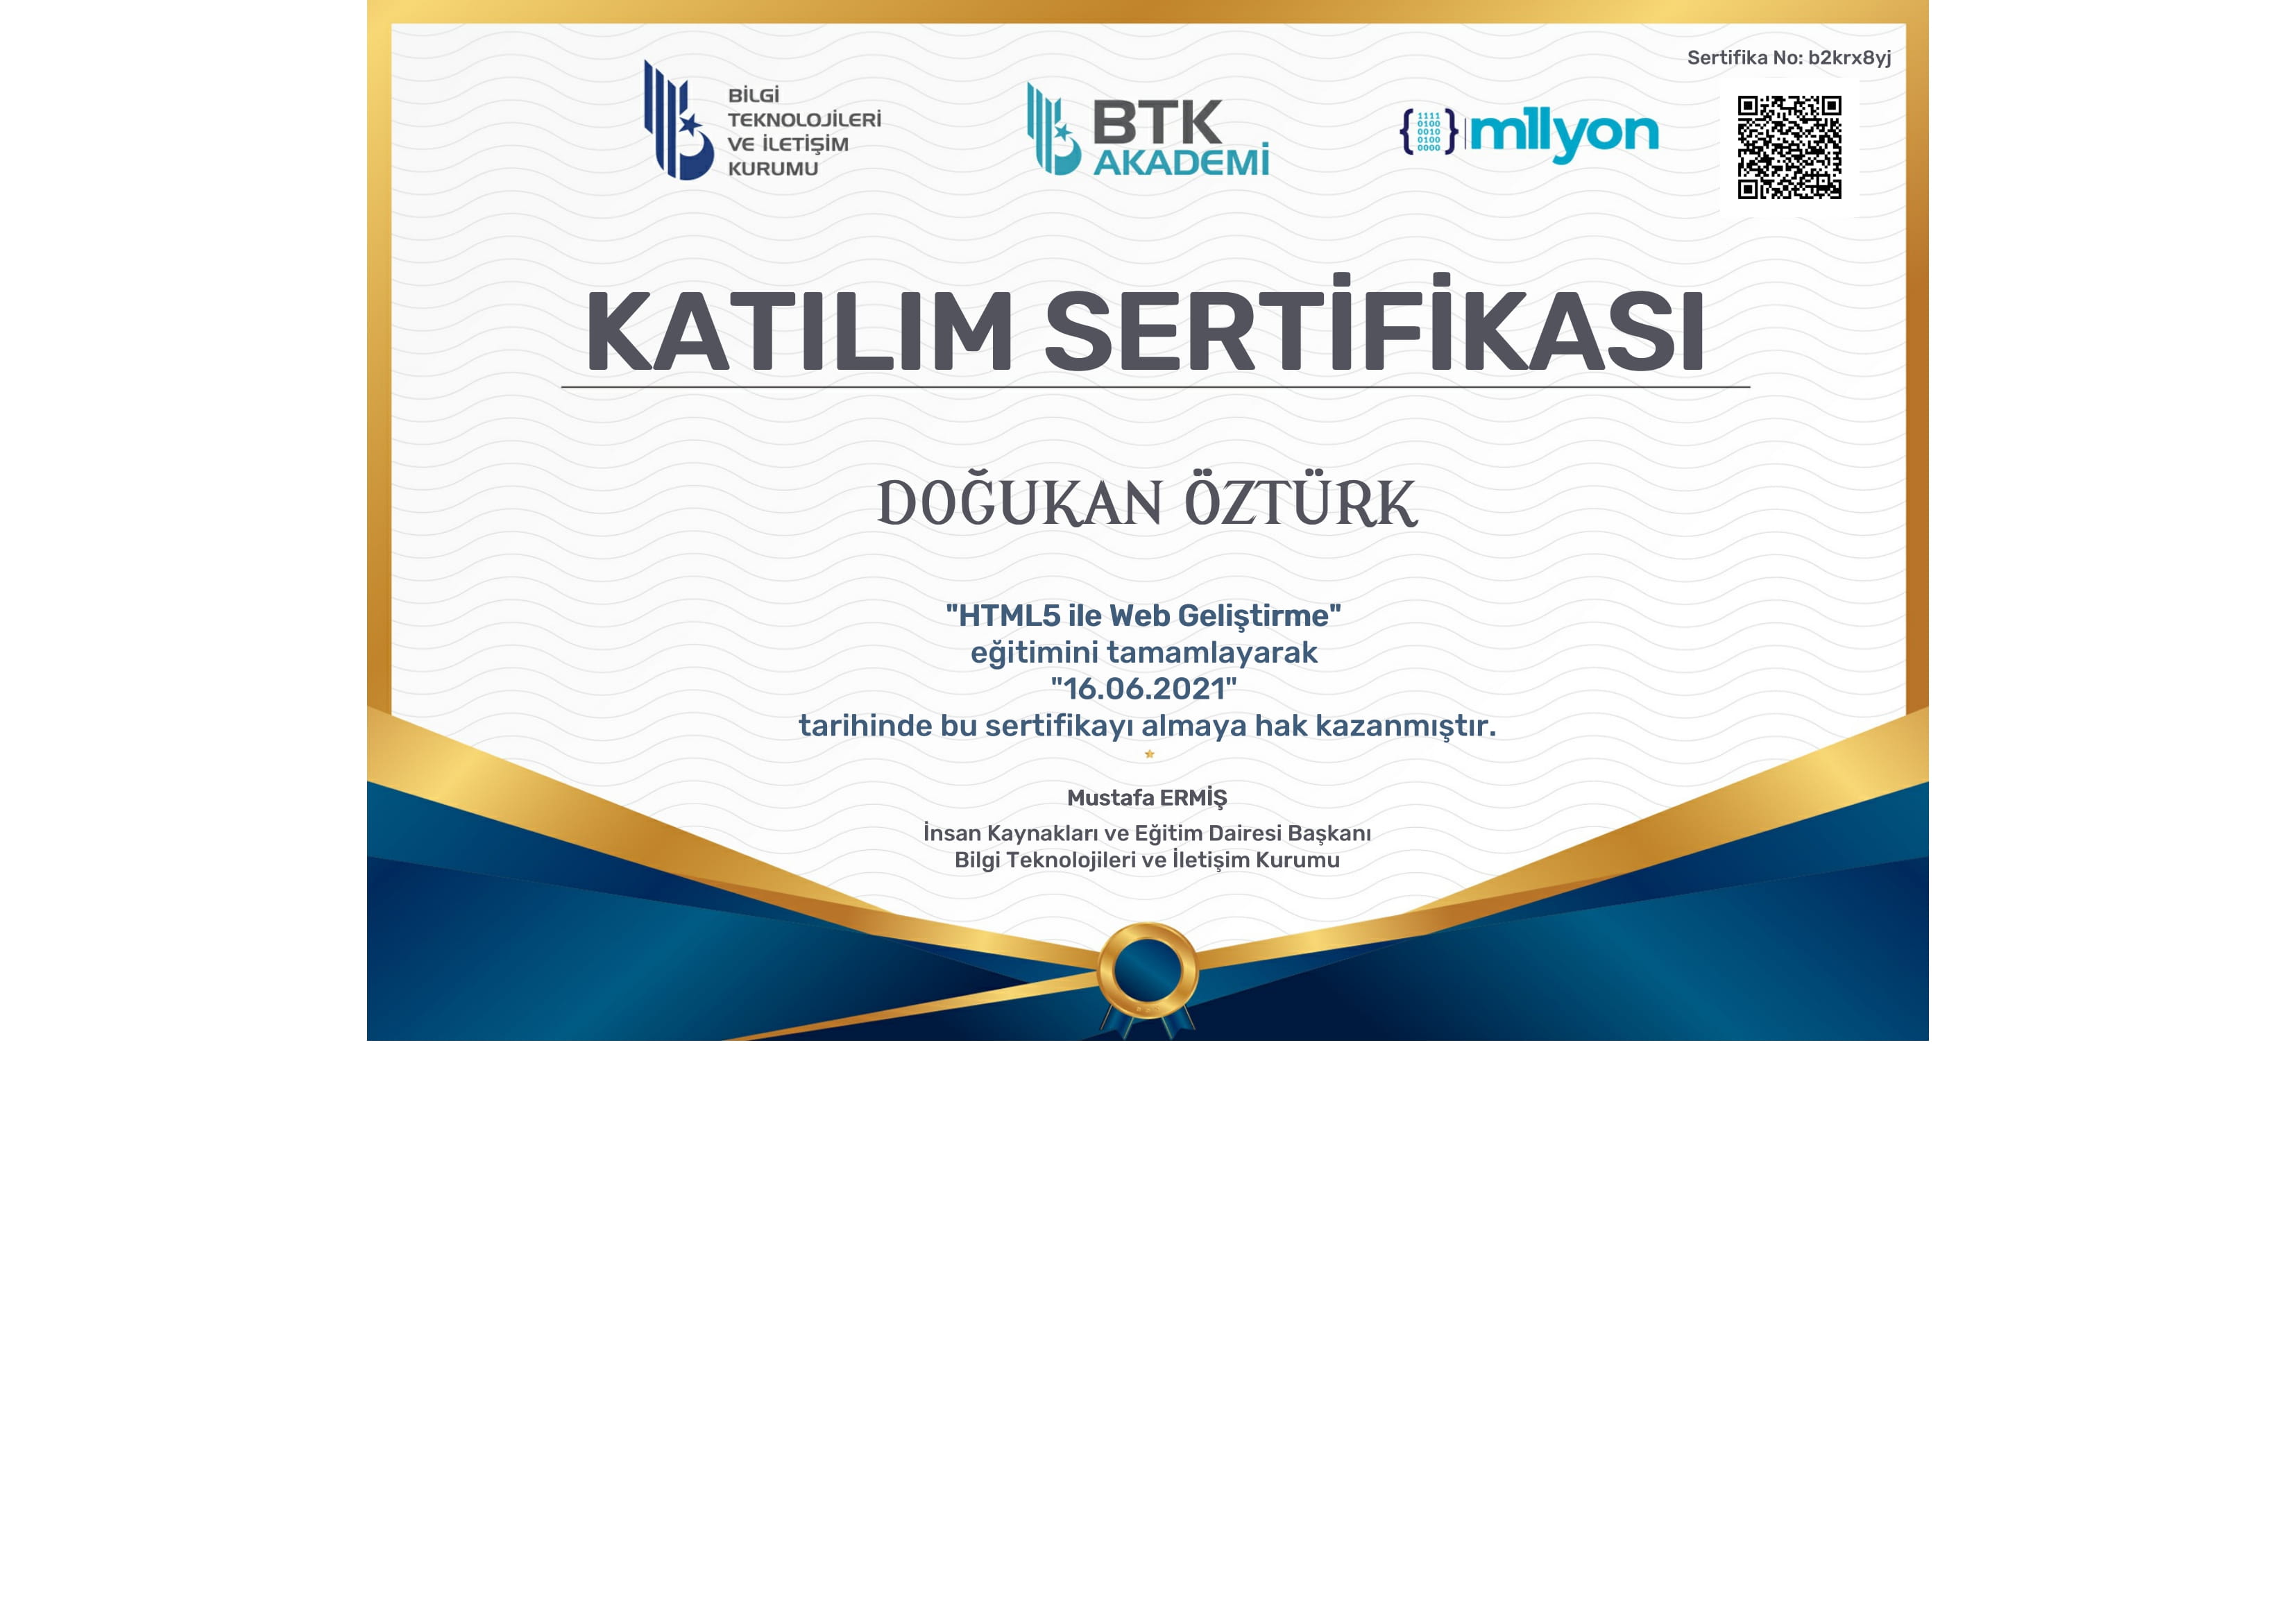 Sertifika No: b2krx8yj
BİLGİ
TEKNOLOJİLERİ
VE İLETİŞİM
KURUMU
BTK
AKADEMİ
1111
0100
0010
0100
0000
m1lyon
KATILIM SERTİFİKASI
DOĞUKAN ÖZTÜRK
"HTML5 ile Web Geliştirme"
eğitimini tamamlayarak
"16.06.2021"
tarihinde bu sertifikayı almaya hak kazanmıştır.
Mustafa ERMİŞ
İnsan Kaynakları ve Eğitim Dairesi Başkanı
Bilgi Teknolojileri ve İletişim Kurumu